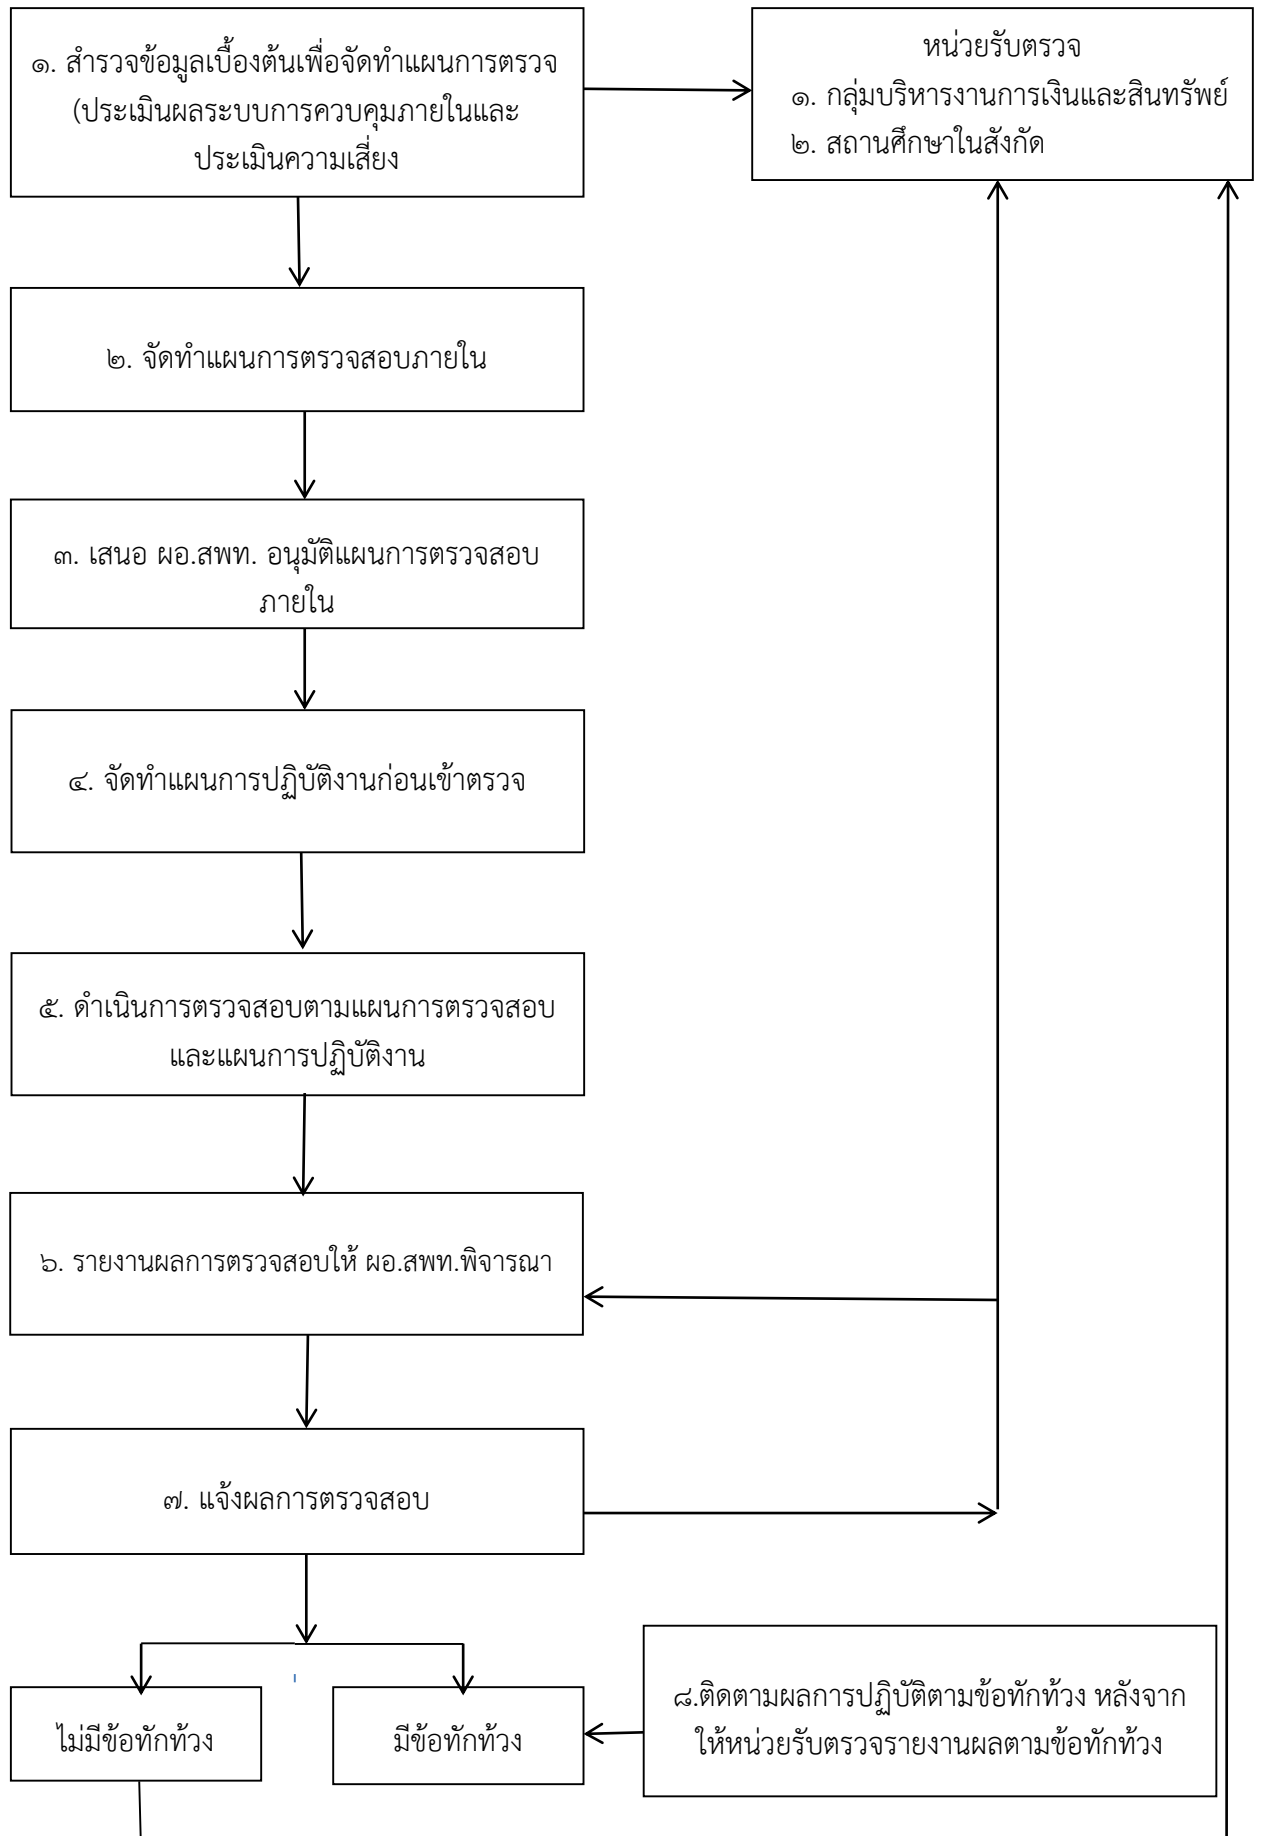 ๑. สำรวจข้อมูลเบื้องต้นเพื่อจัดทำแผนการตรวจ
(ประเมินผลระบบการควบคุมภายในและ
ประเมินความเสี่ยง
หน่วยรับตรวจ
๑. กลุ่มบริหารงานการเงินและสินทรัพย์
๒. สถานศึกษาในสังกัด
๒. จัดทำแผนการตรวจสอบภายใน
๓. เสนอ ผอ.สพท. อนุมัติแผนการตรวจสอบ
ภายใน
๔. จัดทำแผนการปฏิบัติงานก่อนเข้าตรวจ
๕. ดำเนินการตรวจสอบตามแผนการตรวจสอบ
และแผนการปฏิบัติงาน
๖. รายงานผลการตรวจสอบให้ ผอ.สพท.พิจารณา
๗. แจ้งผลการตรวจสอบ
ไม่มีข้อทักท้วง
มีข้อทักท้วง
๘.ติดตามผลการปฏิบัติตามข้อทักท้วง หลังจาก
ให้หน่วยรับตรวจรายงานผลตามข้อทักท้วง